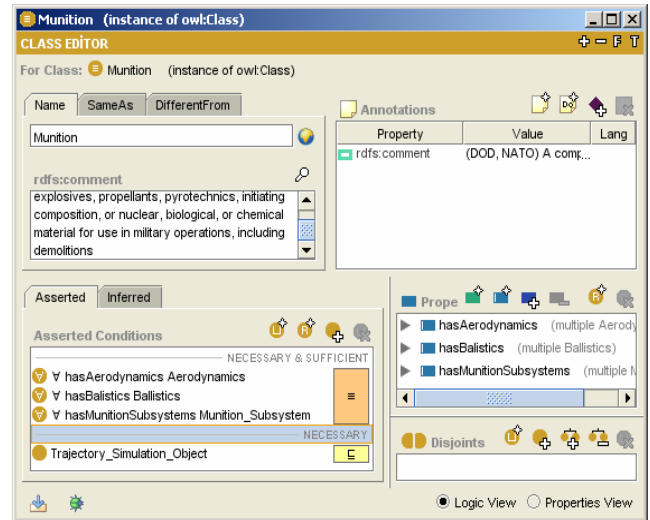 Munition (instance of owl:Class)
CLASS EDİTOR
F T
For Class: Munition (instance of owl:Class)
Name SameAs DifferentFrom
Munition
rdfs:comment
explosives, propellants, pyrotechnics, initiating
composition, or nuclear, biological, or chemical
material for use in military operations, including
demolitions
Annotations
Property Value Lang
rdfs:comment (DOD, NATO) A comp...
Asserted Inferred
Asserted Conditions
NECESSARY & SUFFICIENT
∀ hasAerodynamics Aerodynamics
∀ hasBalistics Ballistics
∀ hasMunitionSubsystems Munition_Subsystem
≡
NECESSARY
Trajectory_Simulation_Object
⊑
Prope
hasAerodynamics (multiple Aerody
hasBalistics (multiple Ballistics)
hasMunitionSubsystems (multiple M
Disjoints
Logic View Properties View